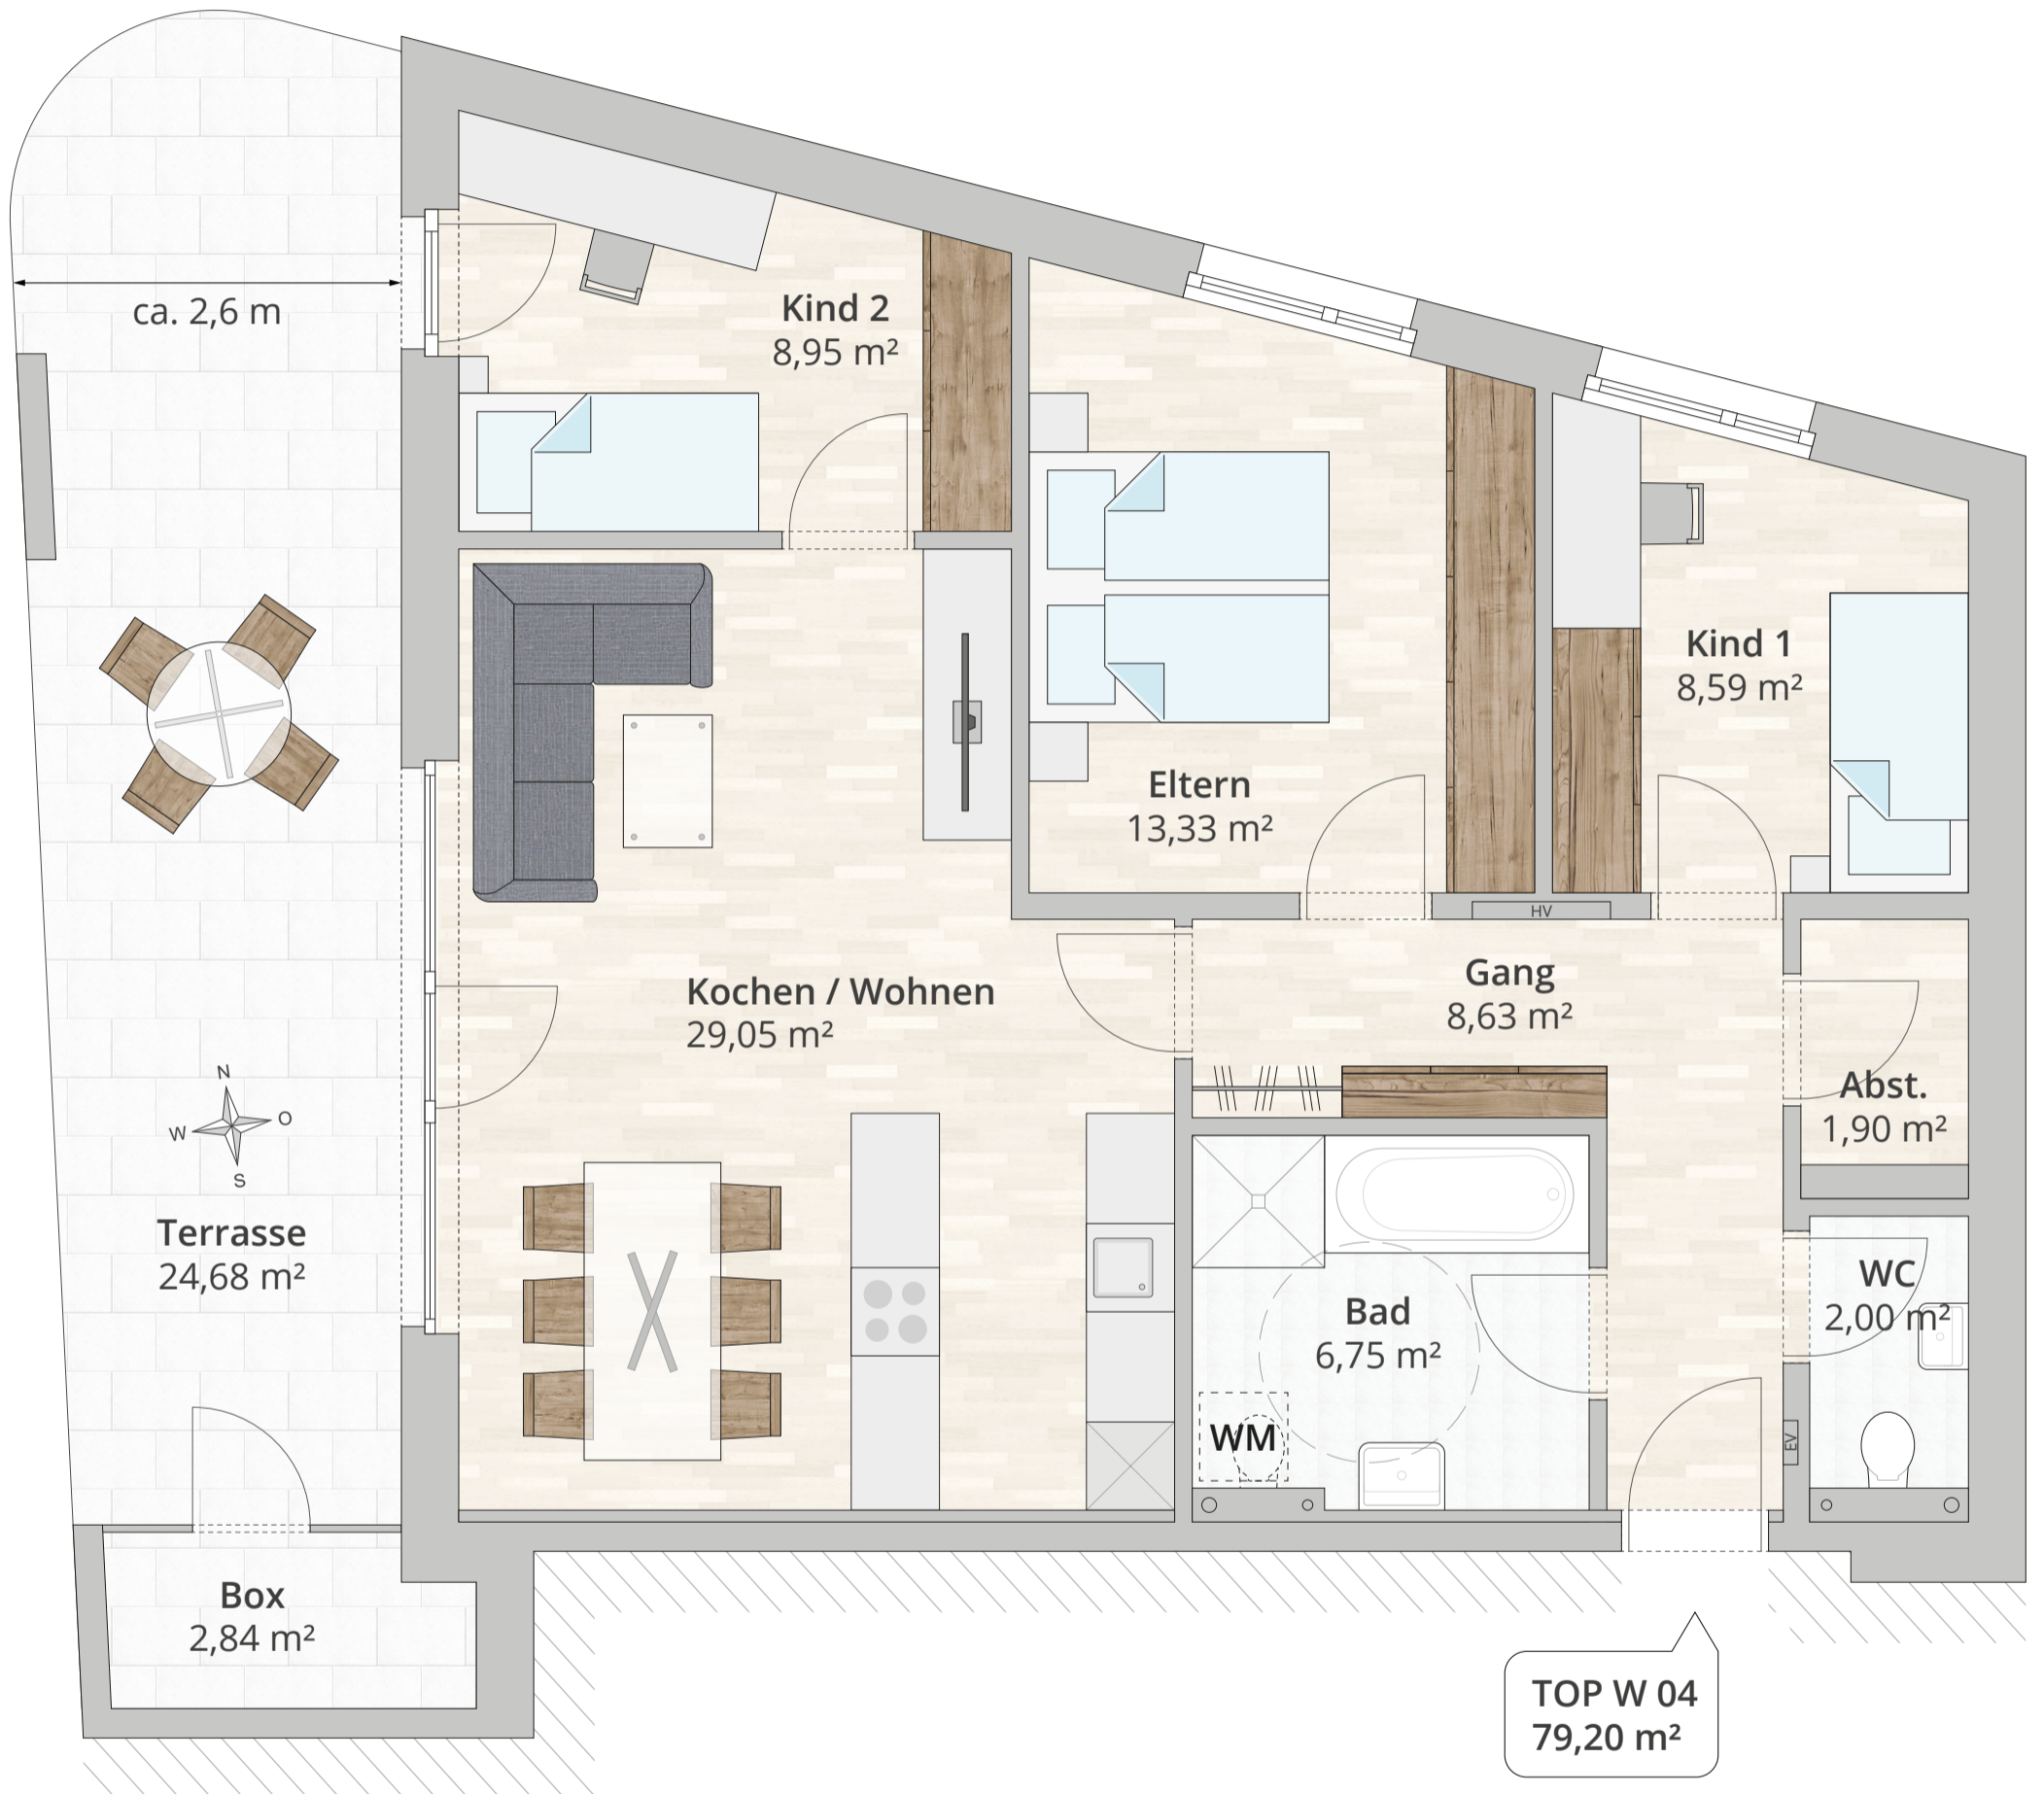 ca. 2,6 m
Kind 2
8,95 m²
Kind 1
8,59 m²
Eltern
13,33 m²
HV
Kochen / Wohnen
29,05 m²
Gang
8,63 m²
Abst.
1,90 m²
N
W
O
S
Terrasse
24,68 m²
Bad
6,75 m²
WC
2,00 m²
WM
EV
Box
2,84 m²
TOP W 04
79,20 m²